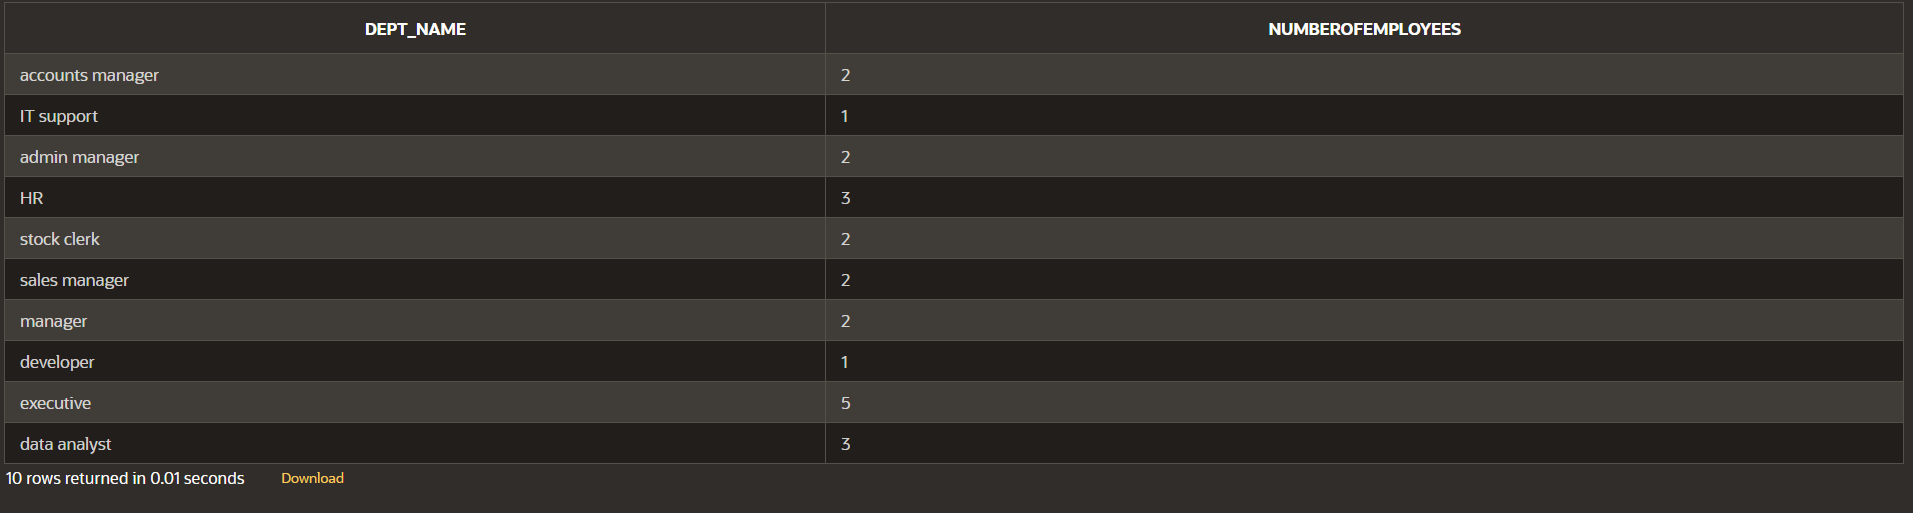 DEPT_NAME NUMBEROFEMPLOYEES
accounts manager 2
IT support 1
admin manager 2
HR 3
stock clerk 2
sales manager 2
manager 2
developer 1
executive 5
data analyst 3
10 rows returned in 0.01 seconds Download